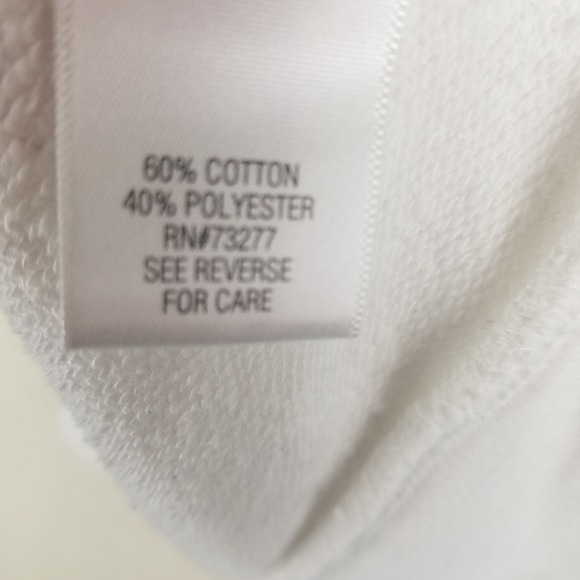 60% COTTON
40% POLYESTER
RN#73277
SEE REVERSE
FOR CARE